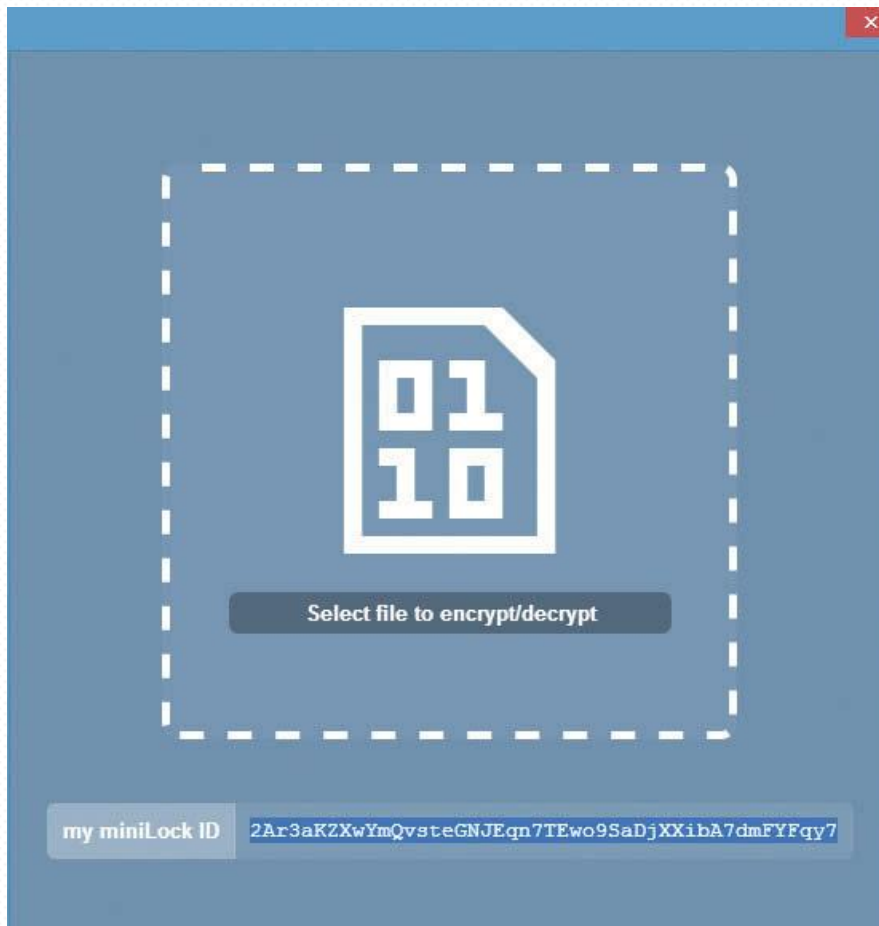 01
10
Select file to encrypt/decrypt
my miniLock ID 2Ar3aKZXwYmQvsteGNJEqn7TEwo9SaDjXXibA7dmFYFqy7